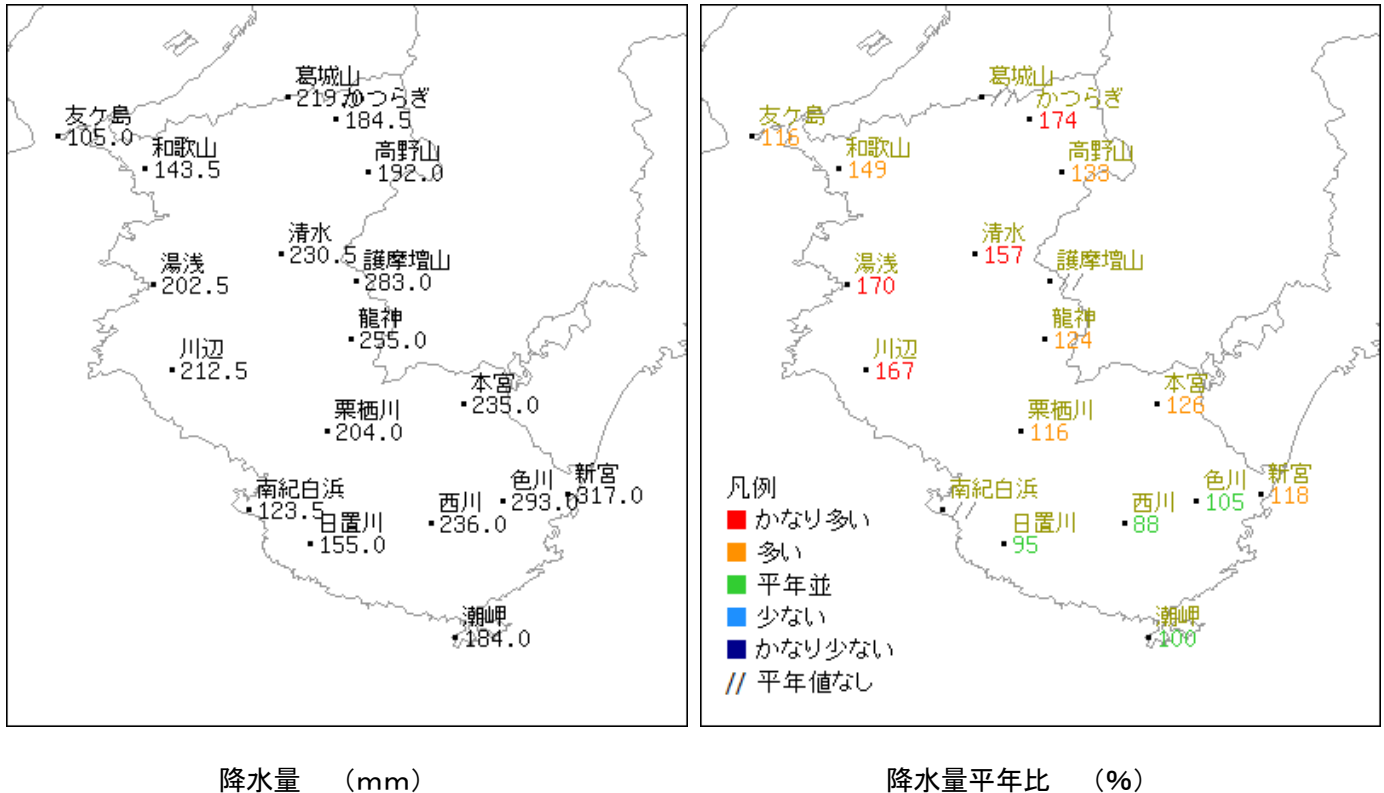 葛城山
219.0
かつらぎ
184.5
友ケ島
105.0
和歌山
143.5
高野山
192.0
清水
230.5
護摩壇山
283.0
湯浅
202.5
龍神
255.0
川辺
212.5
本宮
235.0
栗栖川
204.0
新宮
317.0
色川
293.0
南紀白浜
123.5
西川
236.0
日置川
155.0
潮岬
184.0
降水量 （mm）
葛城山
//
かつらぎ
174
友ケ島
116
和歌山
149
高野山
133
清水
157
護摩壇山
//
湯浅
170
龍神
124
川辺
167
本宮
126
栗栖川
116
新宮
118
色川
105
南紀白浜
//
西川
88
日置川
95
潮岬
100
凡例
かなり多い
多い
平年並
少ない
かなり少ない
// 平年値なし
降水量平年比 （%）